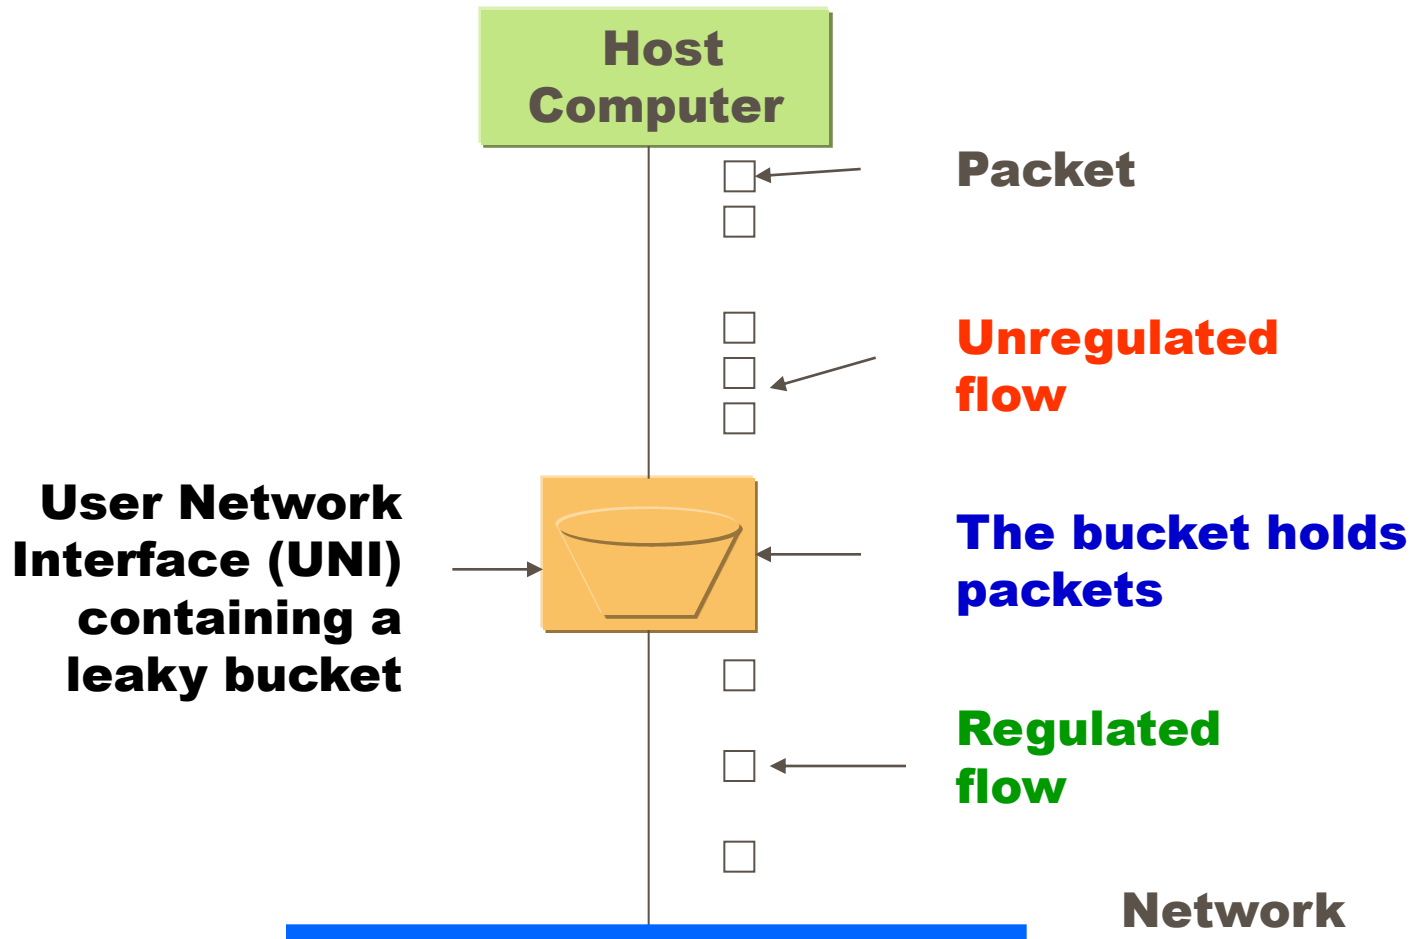 Host
Computer
Packet
Unregulated
flow
User Network
Interface (UNI)
containing a
leaky bucket
The bucket holds
packets
Regulated
flow
Network